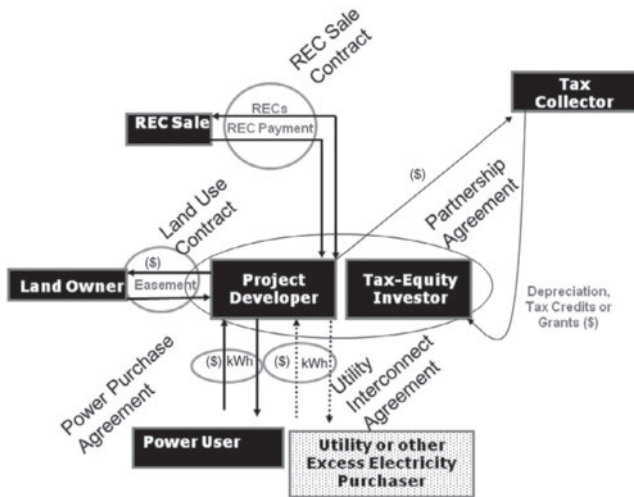 REC Sale
Contract
Tax
Collector
RECs
REC Sale
REC Payment
($)
Partnership
Agreement
Land Use
Contract
($)
Land Owner
Easement
Project
Developer
Tax-Equity
Investor
Depreciation,
Tax Credits or
Grants ($)
Power Purchase
Agreement
($) kWh
($) kWh
Utility
Interconnect
Agreement
Power User
Utility or other
Excess Electricity
Purchaser